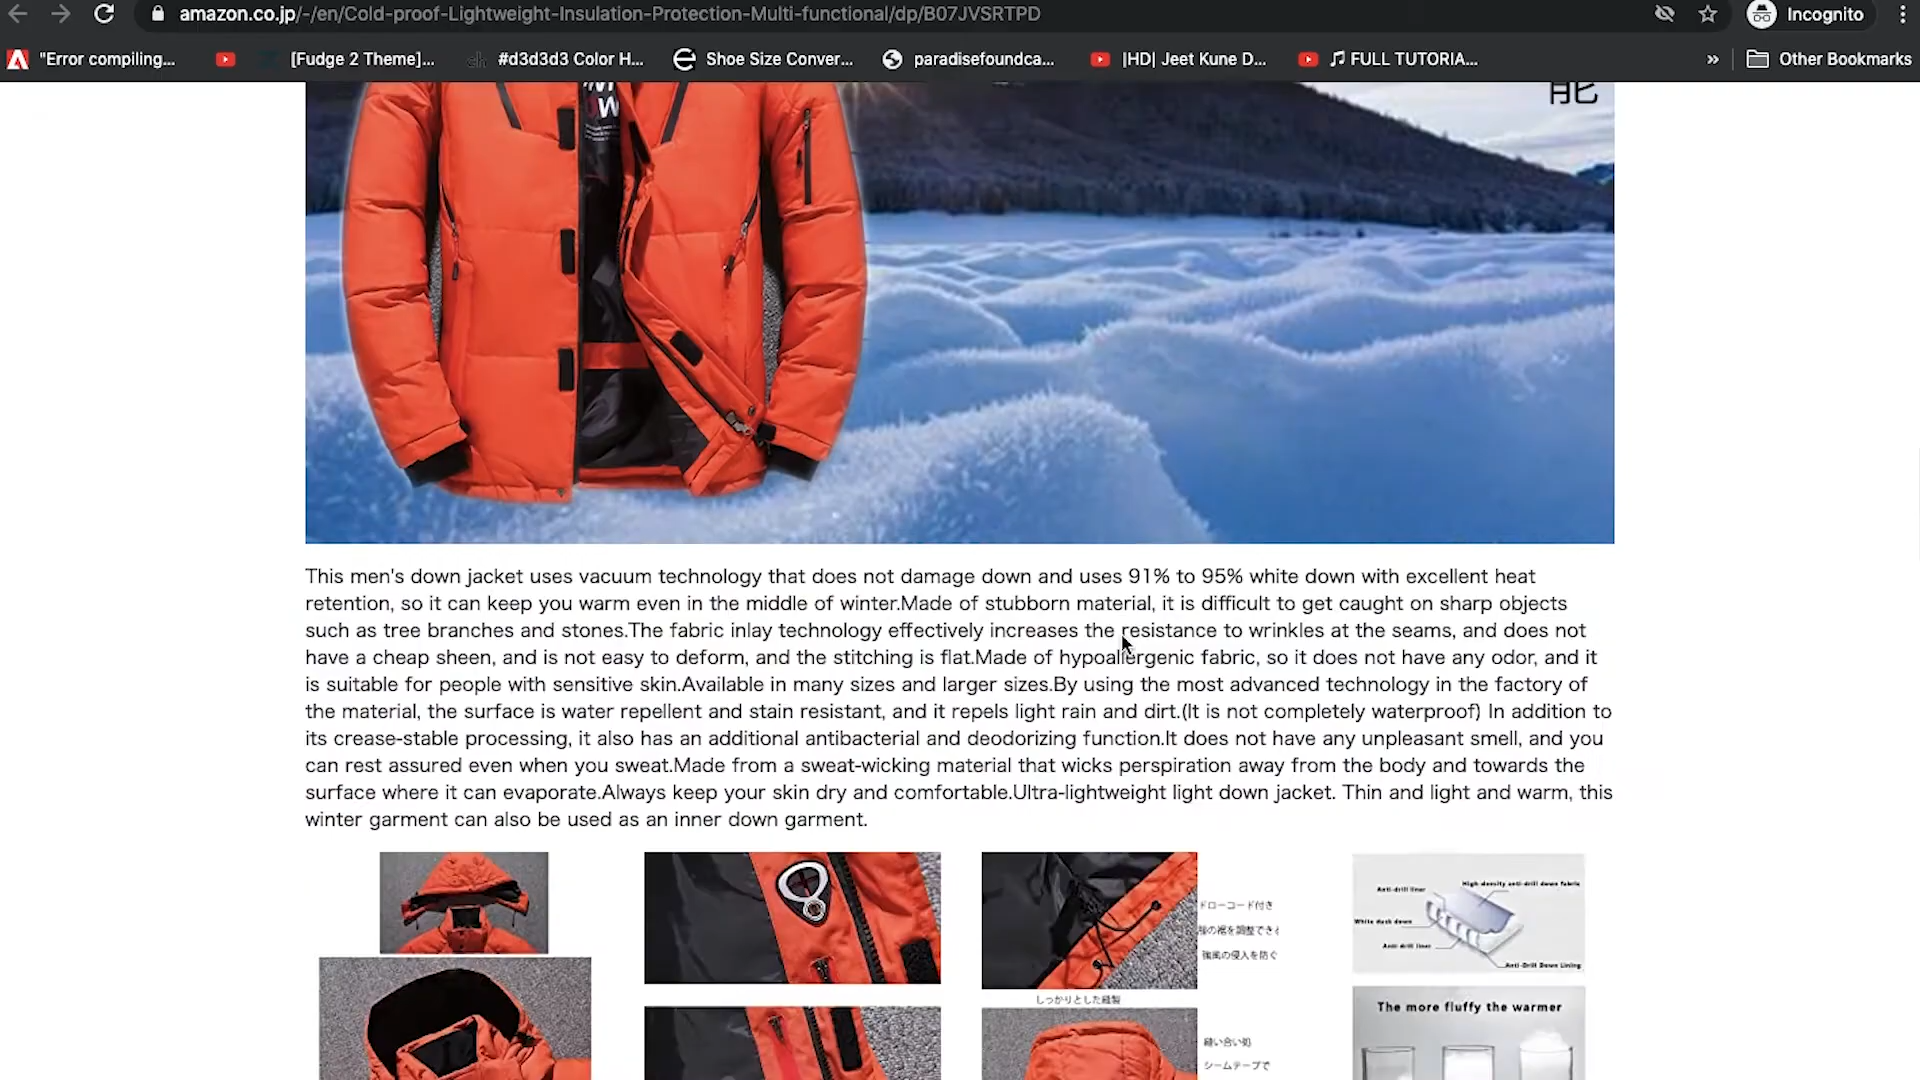 amazon.co.jp/-/en/Cold-proof-Lightweight-Insulation-Protection-Multi-functional/dp/B07JVSRTPD
Incognito
"Error compiling...
[Fudge 2 Theme]...
#d3d3d3 Color H...
Shoe Size Conver...
paradisefoundca...
|HD| Jeet Kune D...
FULL TUTORIA...
»
Other Bookmarks
能
This men's down jacket uses vacuum technology that does not damage down and uses 91% to 95% white down with excellent heat
retention, so it can keep you warm even in the middle of winter.Made of stubborn material, it is difficult to get caught on sharp objects
such as tree branches and stones.The fabric inlay technology effectively increases the resistance to wrinkles at the seams, and does not
have a cheap sheen, and is not easy to deform, and the stitching is flat.Made of hypoallergenic fabric, so it does not have any odor, and it
is suitable for people with sensitive skin.Available in many sizes and larger sizes.By using the most advanced technology in the factory of
the material, the surface is water repellent and stain resistant, and it repels light rain and dirt.(It is not completely waterproof) In addition to
its crease-stable processing, it also has an additional antibacterial and deodorizing function.It does not have any unpleasant smell, and you
can rest assured even when you sweat.Made from a sweat-wicking material that wicks perspiration away from the body and towards the
surface where it can evaporate.Always keep your skin dry and comfortable.Ultra-lightweight light down jacket. Thin and light and warm, this
winter garment can also be used as an inner down garment.
ドローコード付き
の裾を調整できる
強風の侵入を防ぐ
しっかりとした縫製
縫い合い処
シームテープで
Anti-drill liner
High-density anti-drill down fabric
White duck down
Anti drill liner
Anti-Drill Down Lining
The more fluffy the warmer